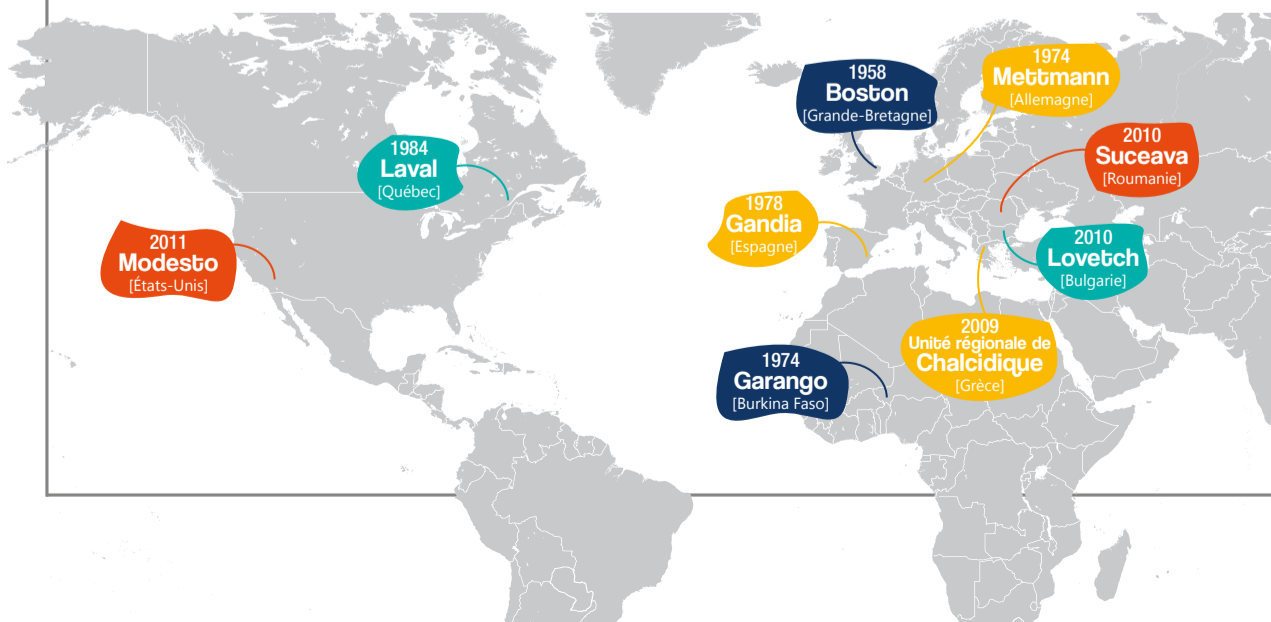 1958
Boston
[Grande-Bretagne]
1974
Mettmann
[Allemagne]
1984
Laval
[Québec]
2010
Suceava
[Roumanie]
1978
Gandia
[Espagne]
2011
Modesto
[États-Unis]
2010
Lovetch
[Bulgarie]
2009
Unité régionale de
Chalcidique
[Grèce]
1974
Garango
[Burkina Faso]